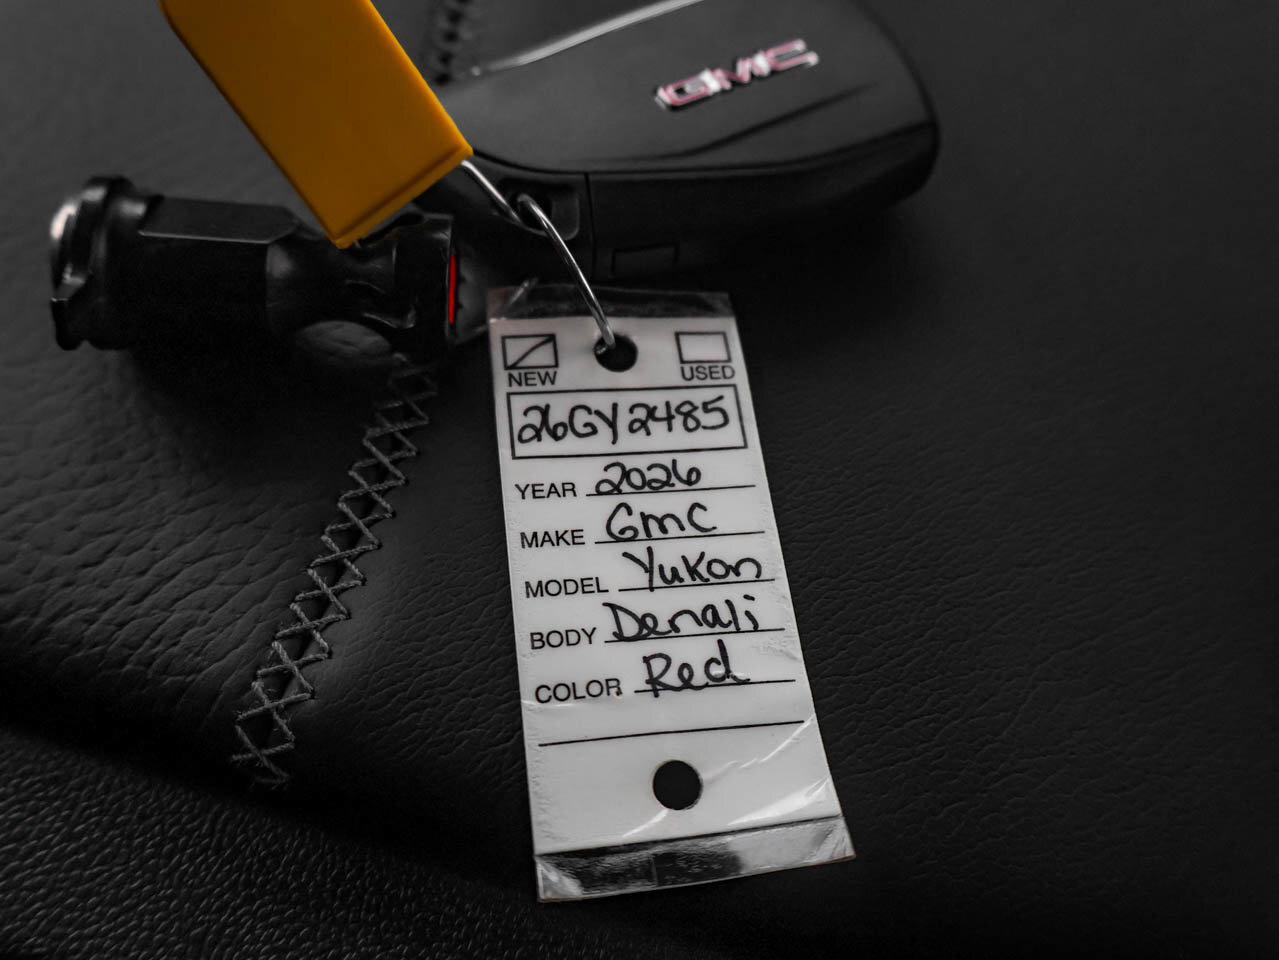 GMC
NEW USED
26GY2485
YEAR 2026
MAKE GMC
MODEL Yukon
BODY Denali
COLOR Red